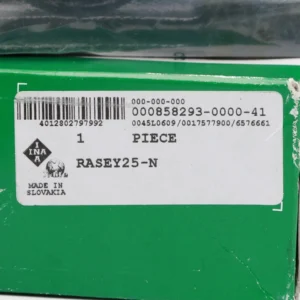 000-000-000
000858293-0000-41
4012802797992
0045L0609/0017577900/6576661
1 PIECE
INA
RASEY25-N
MADE IN
SLOVAKIA